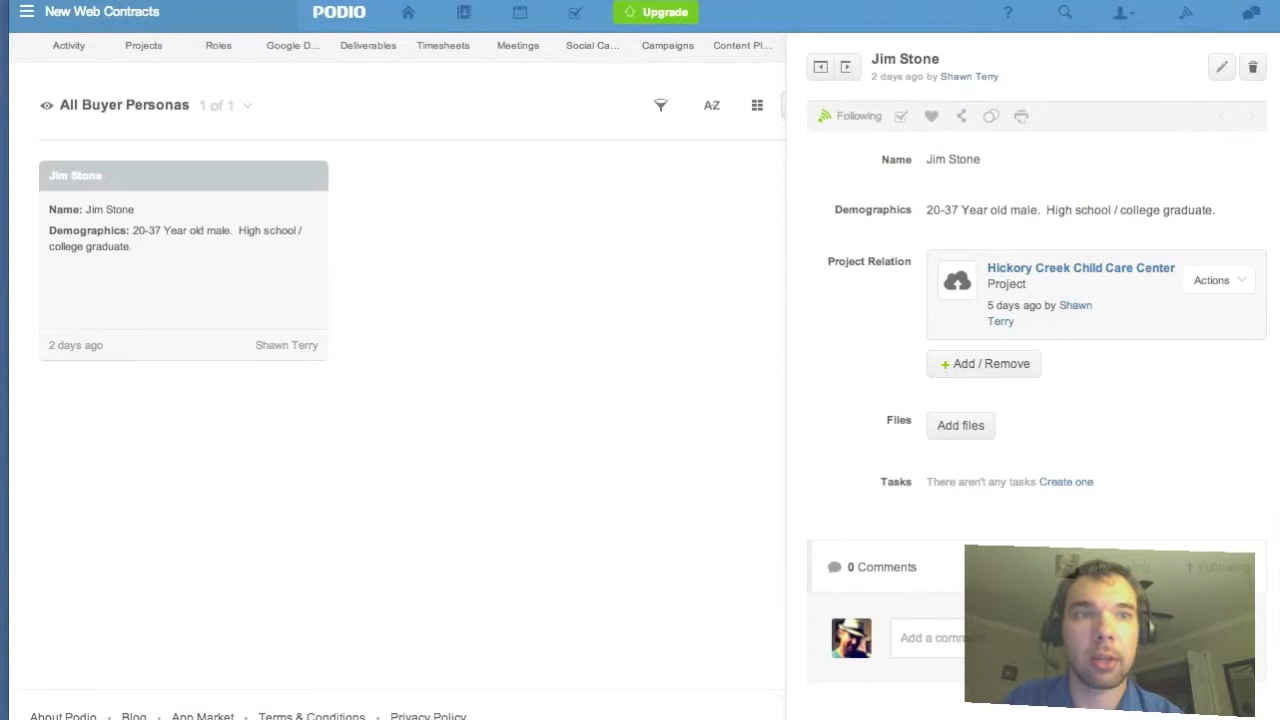 New Web Contracts
PODIO
Upgrade
?
Activity Projects Roles Google D... Deliverables Timesheets Meetings Social Ca... Campaigns Content Pl...
All Buyer Personas 1 of 1
A-Z
Jim Stone
Name: Jim Stone
Demographics: 20-37 Year old male. High school /
college graduate.
2 days ago Shawn Terry
Jim Stone
2 days ago by Shawn Terry
Following
Name Jim Stone
Demographics 20-37 Year old male. High school / college graduate.
Project Relation
Hickory Creek Child Care Center
Project
5 days ago by Shawn
Terry
Actions
+ Add / Remove
Files Add files
Tasks There aren't any tasks Create one
0 Comments
1 Following
Add a comm
About Podio • Blog • App Market • Terms & Conditions • Privacy Policy